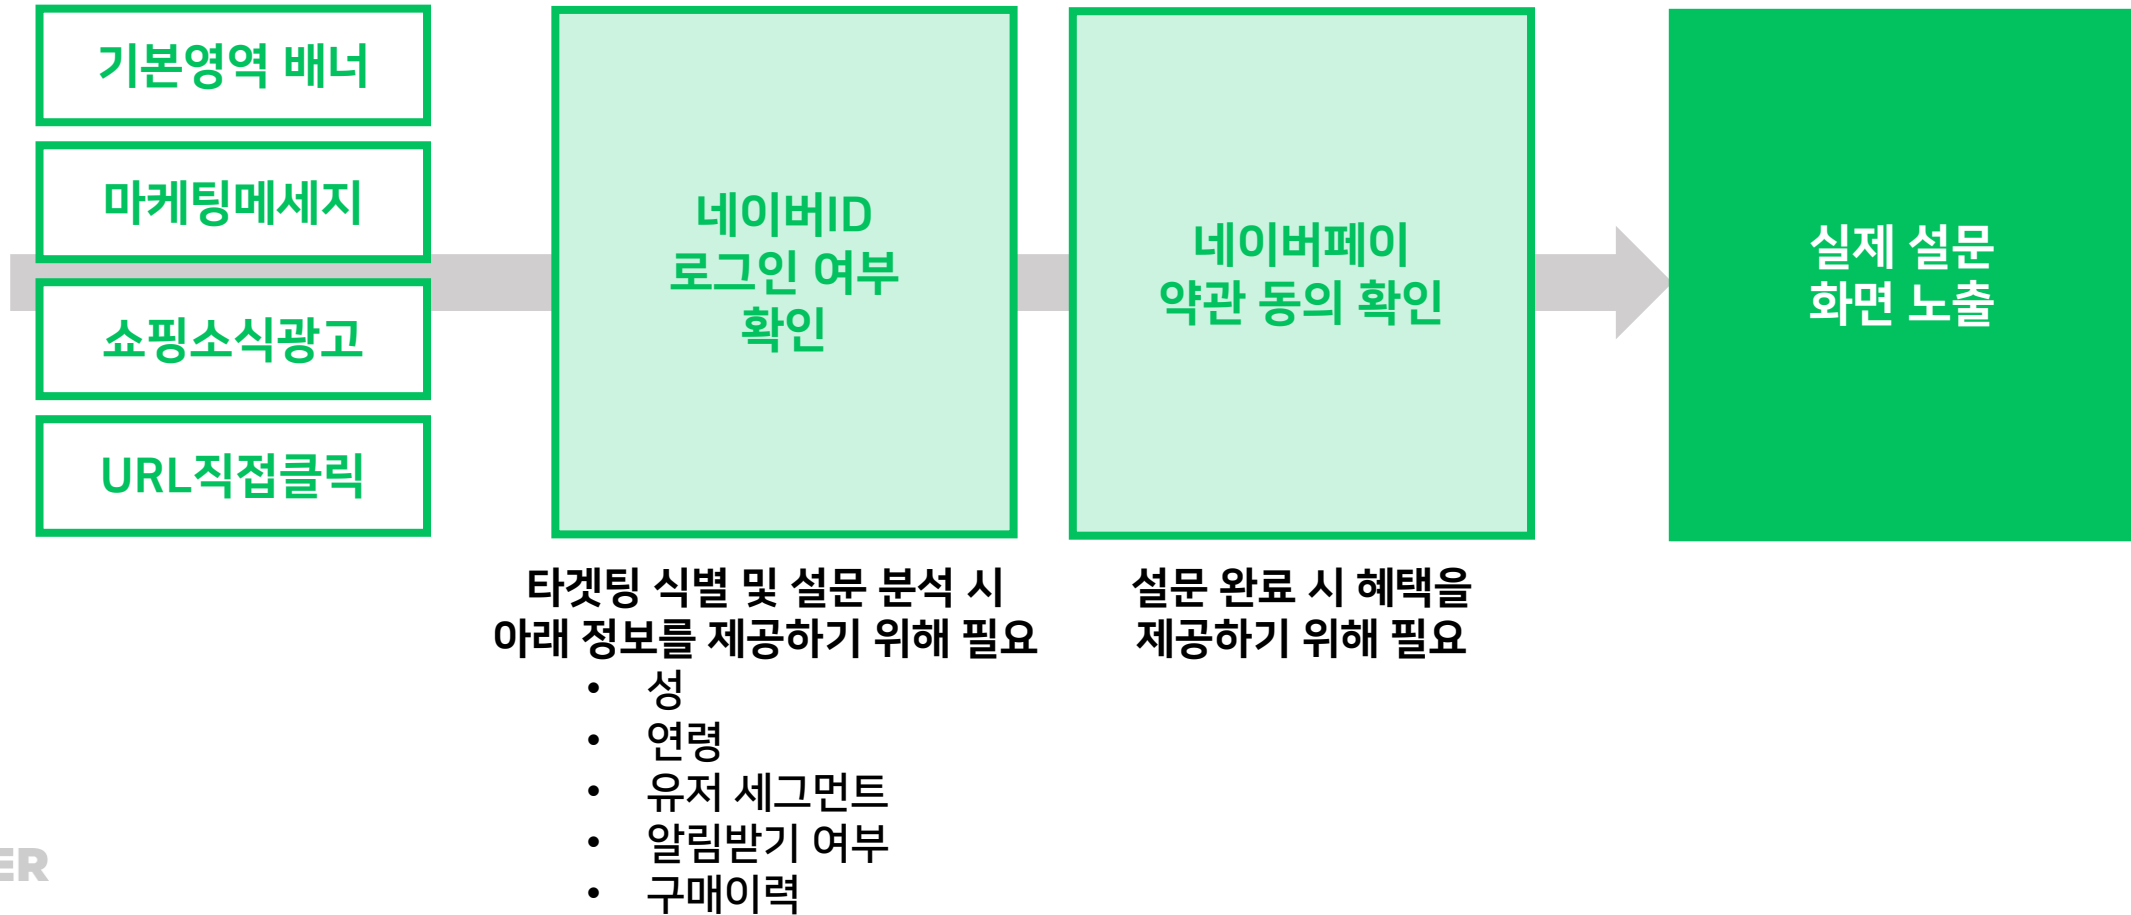 기본영역 배너
마케팅메세지
쇼핑소식광고
URL직접클릭
네이버ID
로그인 여부
확인
네이버페이
약관 동의 확인
실제 설문
화면 노출
타겟팅 식별 및 설문 분석 시
아래 정보를 제공하기 위해 필요
• 성
• 연령
• 유저 세그먼트
• 알림받기 여부
• 구매이력
설문 완료 시 혜택을
제공하기 위해 필요
ER